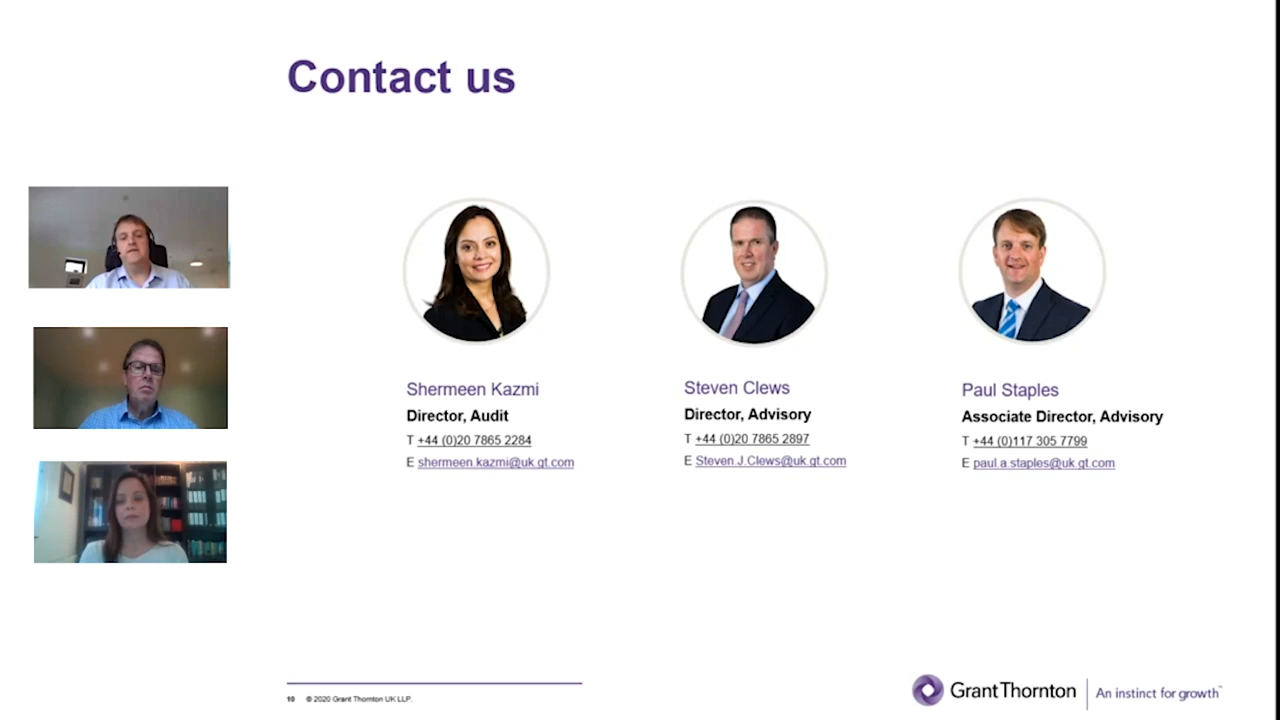 Contact us
Shermeen Kazmi
Director, Audit
T +44 (0)20 7865 2284
E shermeen.kazmi@uk.gt.com
Steven Clews
Director, Advisory
T +44 (0)20 7865 2897
E Steven.J.Clews@uk.gt.com
Paul Staples
Associate Director, Advisory
T +44 (0)117 305 7799
E paul.a.staples@uk.gt.com
10 © 2020 Grant Thornton UK LLP.
Grant Thornton
An instinct for growth™